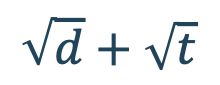 √d + √t